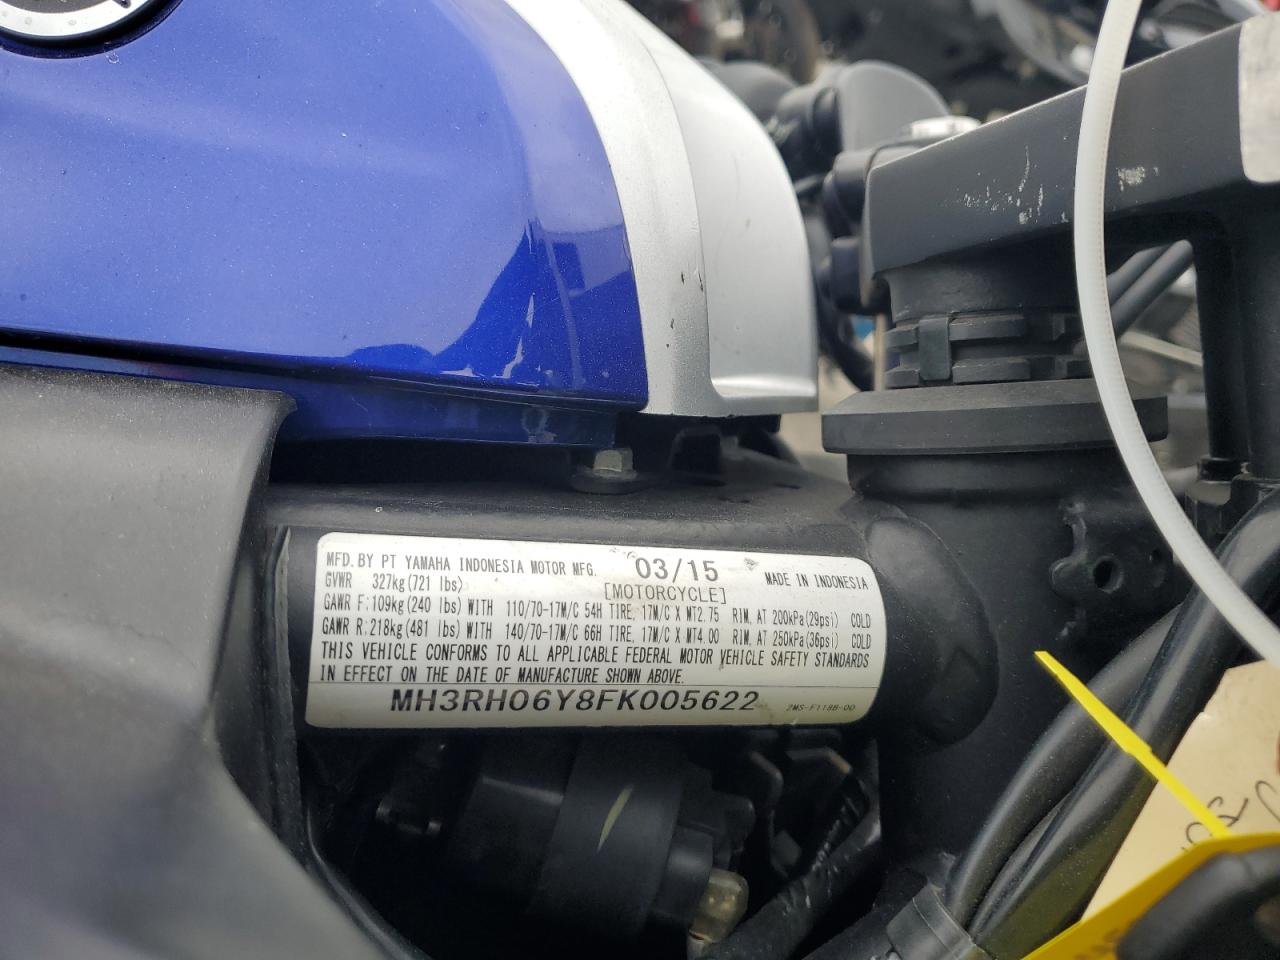 MFD. BY PT YAMAHA INDONESIA MOTOR MFG. 03/15 MADE IN INDONESIA
GVWR 327kg(721 lbs) [MOTORCYCLE]
GAWR F:109kg(240 lbs) WITH 110/70-17M/C 54H TIRE, 17M/C X MT2.75 RIM, AT 200kPa(29psi) COLD
GAWR R:218kg(481 lbs) WITH 140/70-17M/C 66H TIRE, 17M/C X MT4.00 RIM, AT 250kPa(36psi) COLD
THIS VEHICLE CONFORMS TO ALL APPLICABLE FEDERAL MOTOR VEHICLE SAFETY STANDARDS
IN EFFECT ON THE DATE OF MANUFACTURE SHOWN ABOVE.
MH3RH06Y8FK005622 2MS-F118B-00